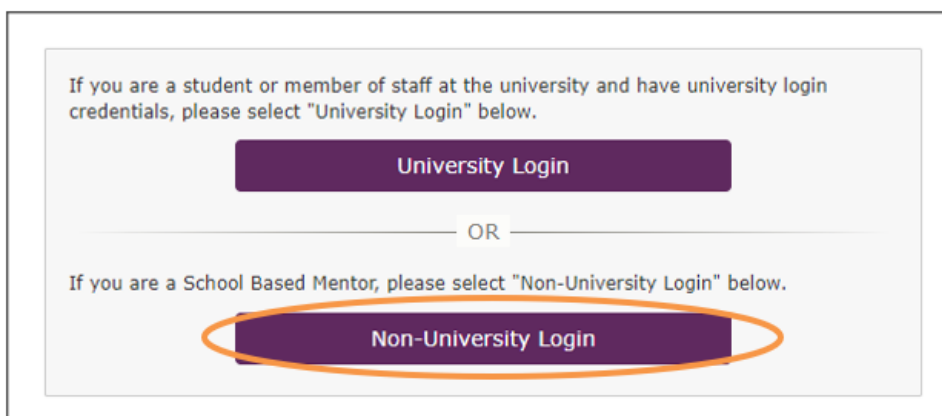 If you are a student or member of staff at the university and have university login
credentials, please select "University Login" below.
University Login
OR
If you are a School Based Mentor, please select "Non-University Login" below.
Non-University Login